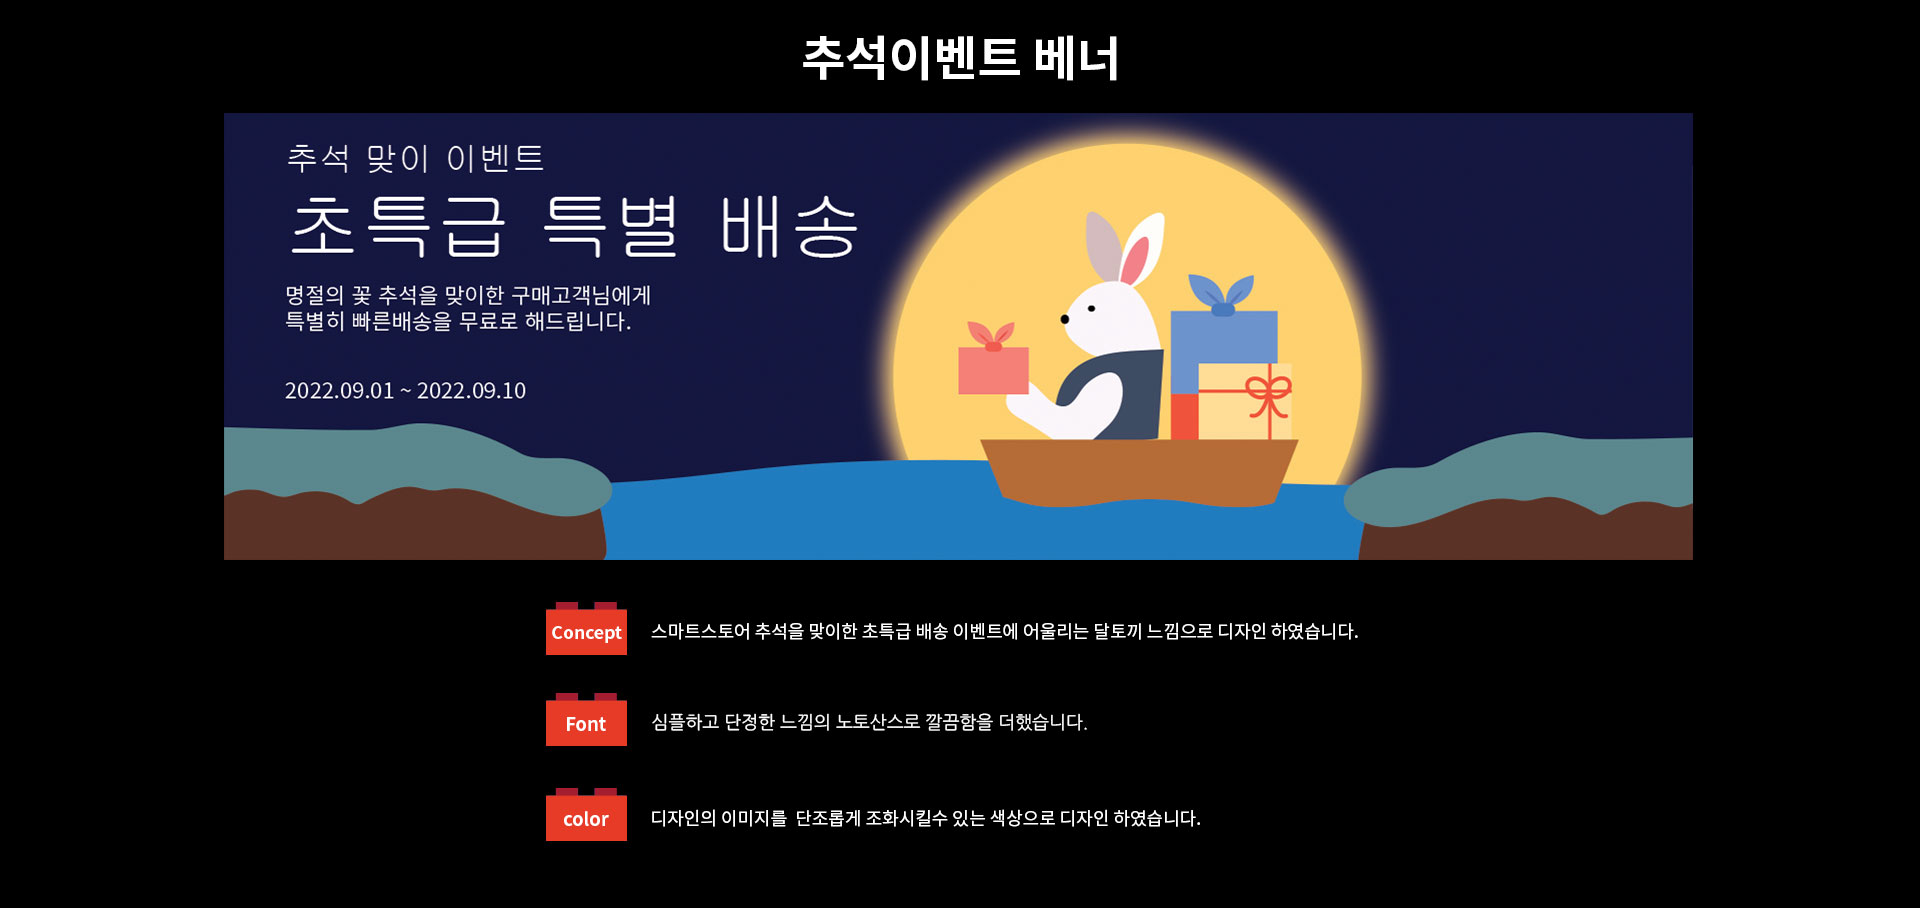 추석이벤트 베너
추석 맞이 이벤트
초특급 특별 배송
명절의 꽃 추석을 맞이한 구매고객님에게
특별히 빠른배송을 무료로 해드립니다.
2022.09.01 ~ 2022.09.10
Concept 스마트스토어 추석을 맞이한 초특급 배송 이벤트에 어울리는 달토끼 느낌으로 디자인 하였습니다.
Font 심플하고 단정한 느낌의 노토산스로 깔끔함을 더했습니다.
color 디자인의 이미지를 단조롭게 조화시킬수 있는 색상으로 디자인 하였습니다.